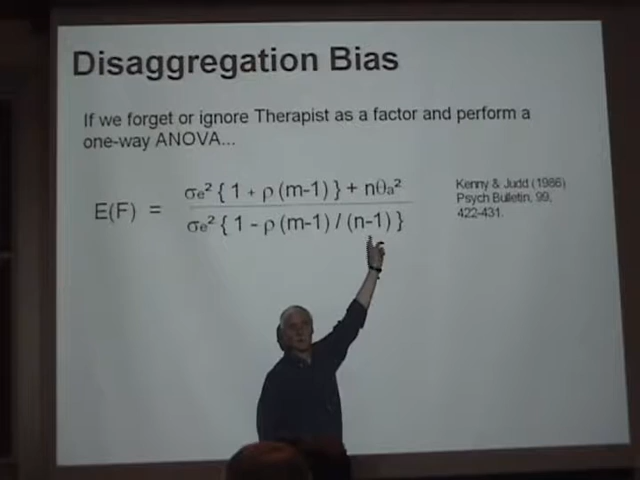 Disaggregation Bias
If we forget or ignore Therapist as a factor and perform a
one-way ANOVA...
E(F) = σe² { 1 + ρ (m-1) } + nθa²
σe² { 1 - ρ (m-1) / (n-1) }
Kenny & Judd (1986)
Psych Bulletin, 99,
422-431.